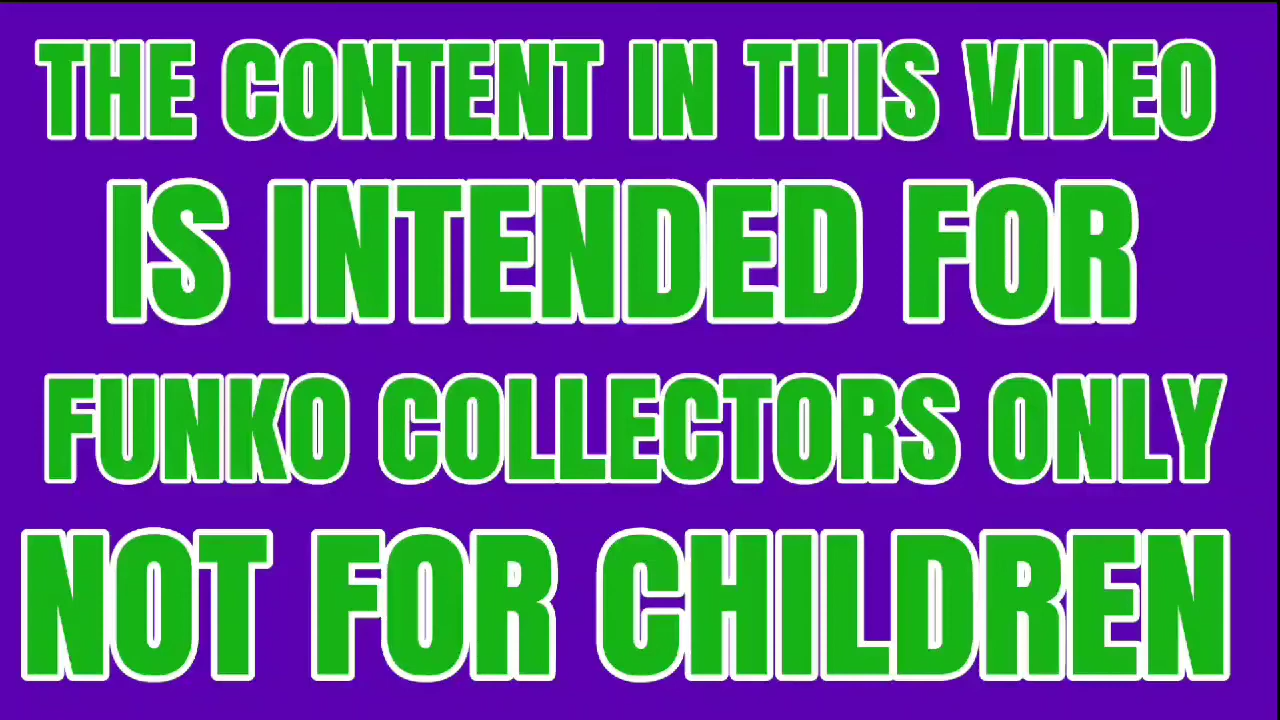 THE CONTENT IN THIS VIDEO
IS INTENDED FOR
FUNKO COLLECTORS ONLY
NOT FOR CHILDREN